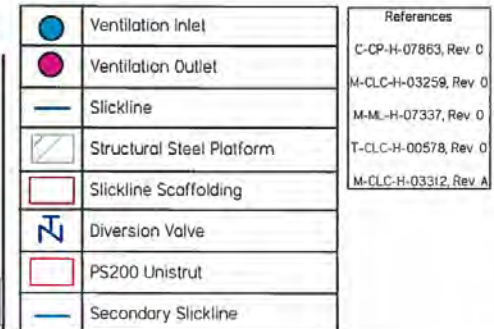 Ventilation Inlet
Ventilation Outlet
Slickline
Structural Steel Platform
Slickline Scaffolding
Diversion Valve
PS200 Unistrut
Secondary Slickline
References
C-CP-H-07863, Rev. 0
M-CLC-H-03259, Rev. 0
M-ML-H-07337, Rev. 0
T-CLC-H-00578, Rev. 0
M-CLC-H-03312, Rev. A